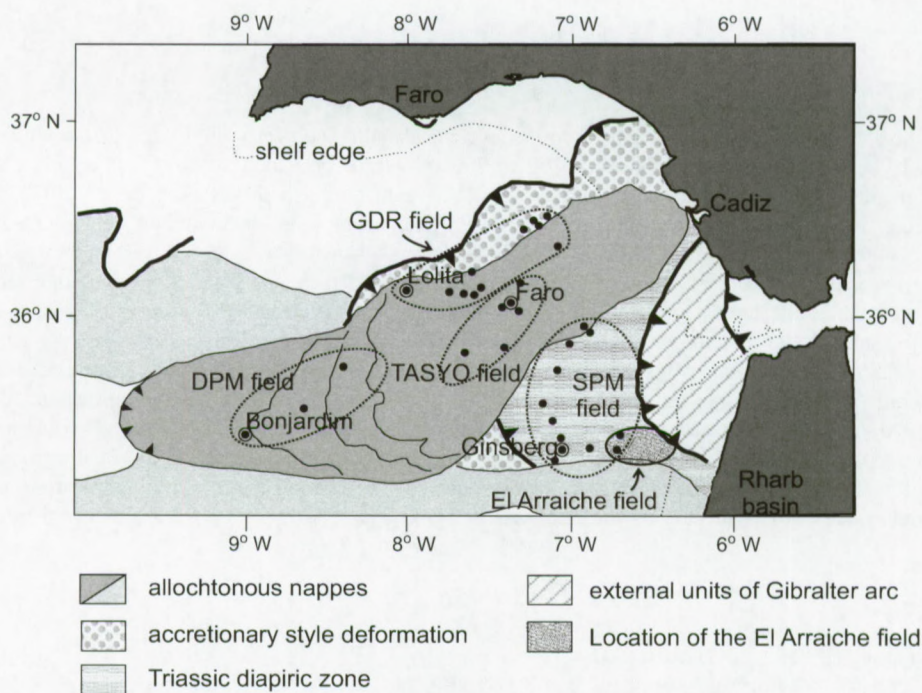 9° W 8° W 7° W 6° W
Faro
37° N 37° N
shelf edge
Cadiz
GDR field
Lolita
Faro
36° N 36° N
DPM field TASYO field SPM
field
Bonjardim
Ginsberg
El Arraiche field
Rharb
basin
9° W 8° W 7° W 6° W
allochtonous nappes
accretionary style deformation
Triassic diapiric zone
external units of Gibralter arc
Location of the El Arraiche field